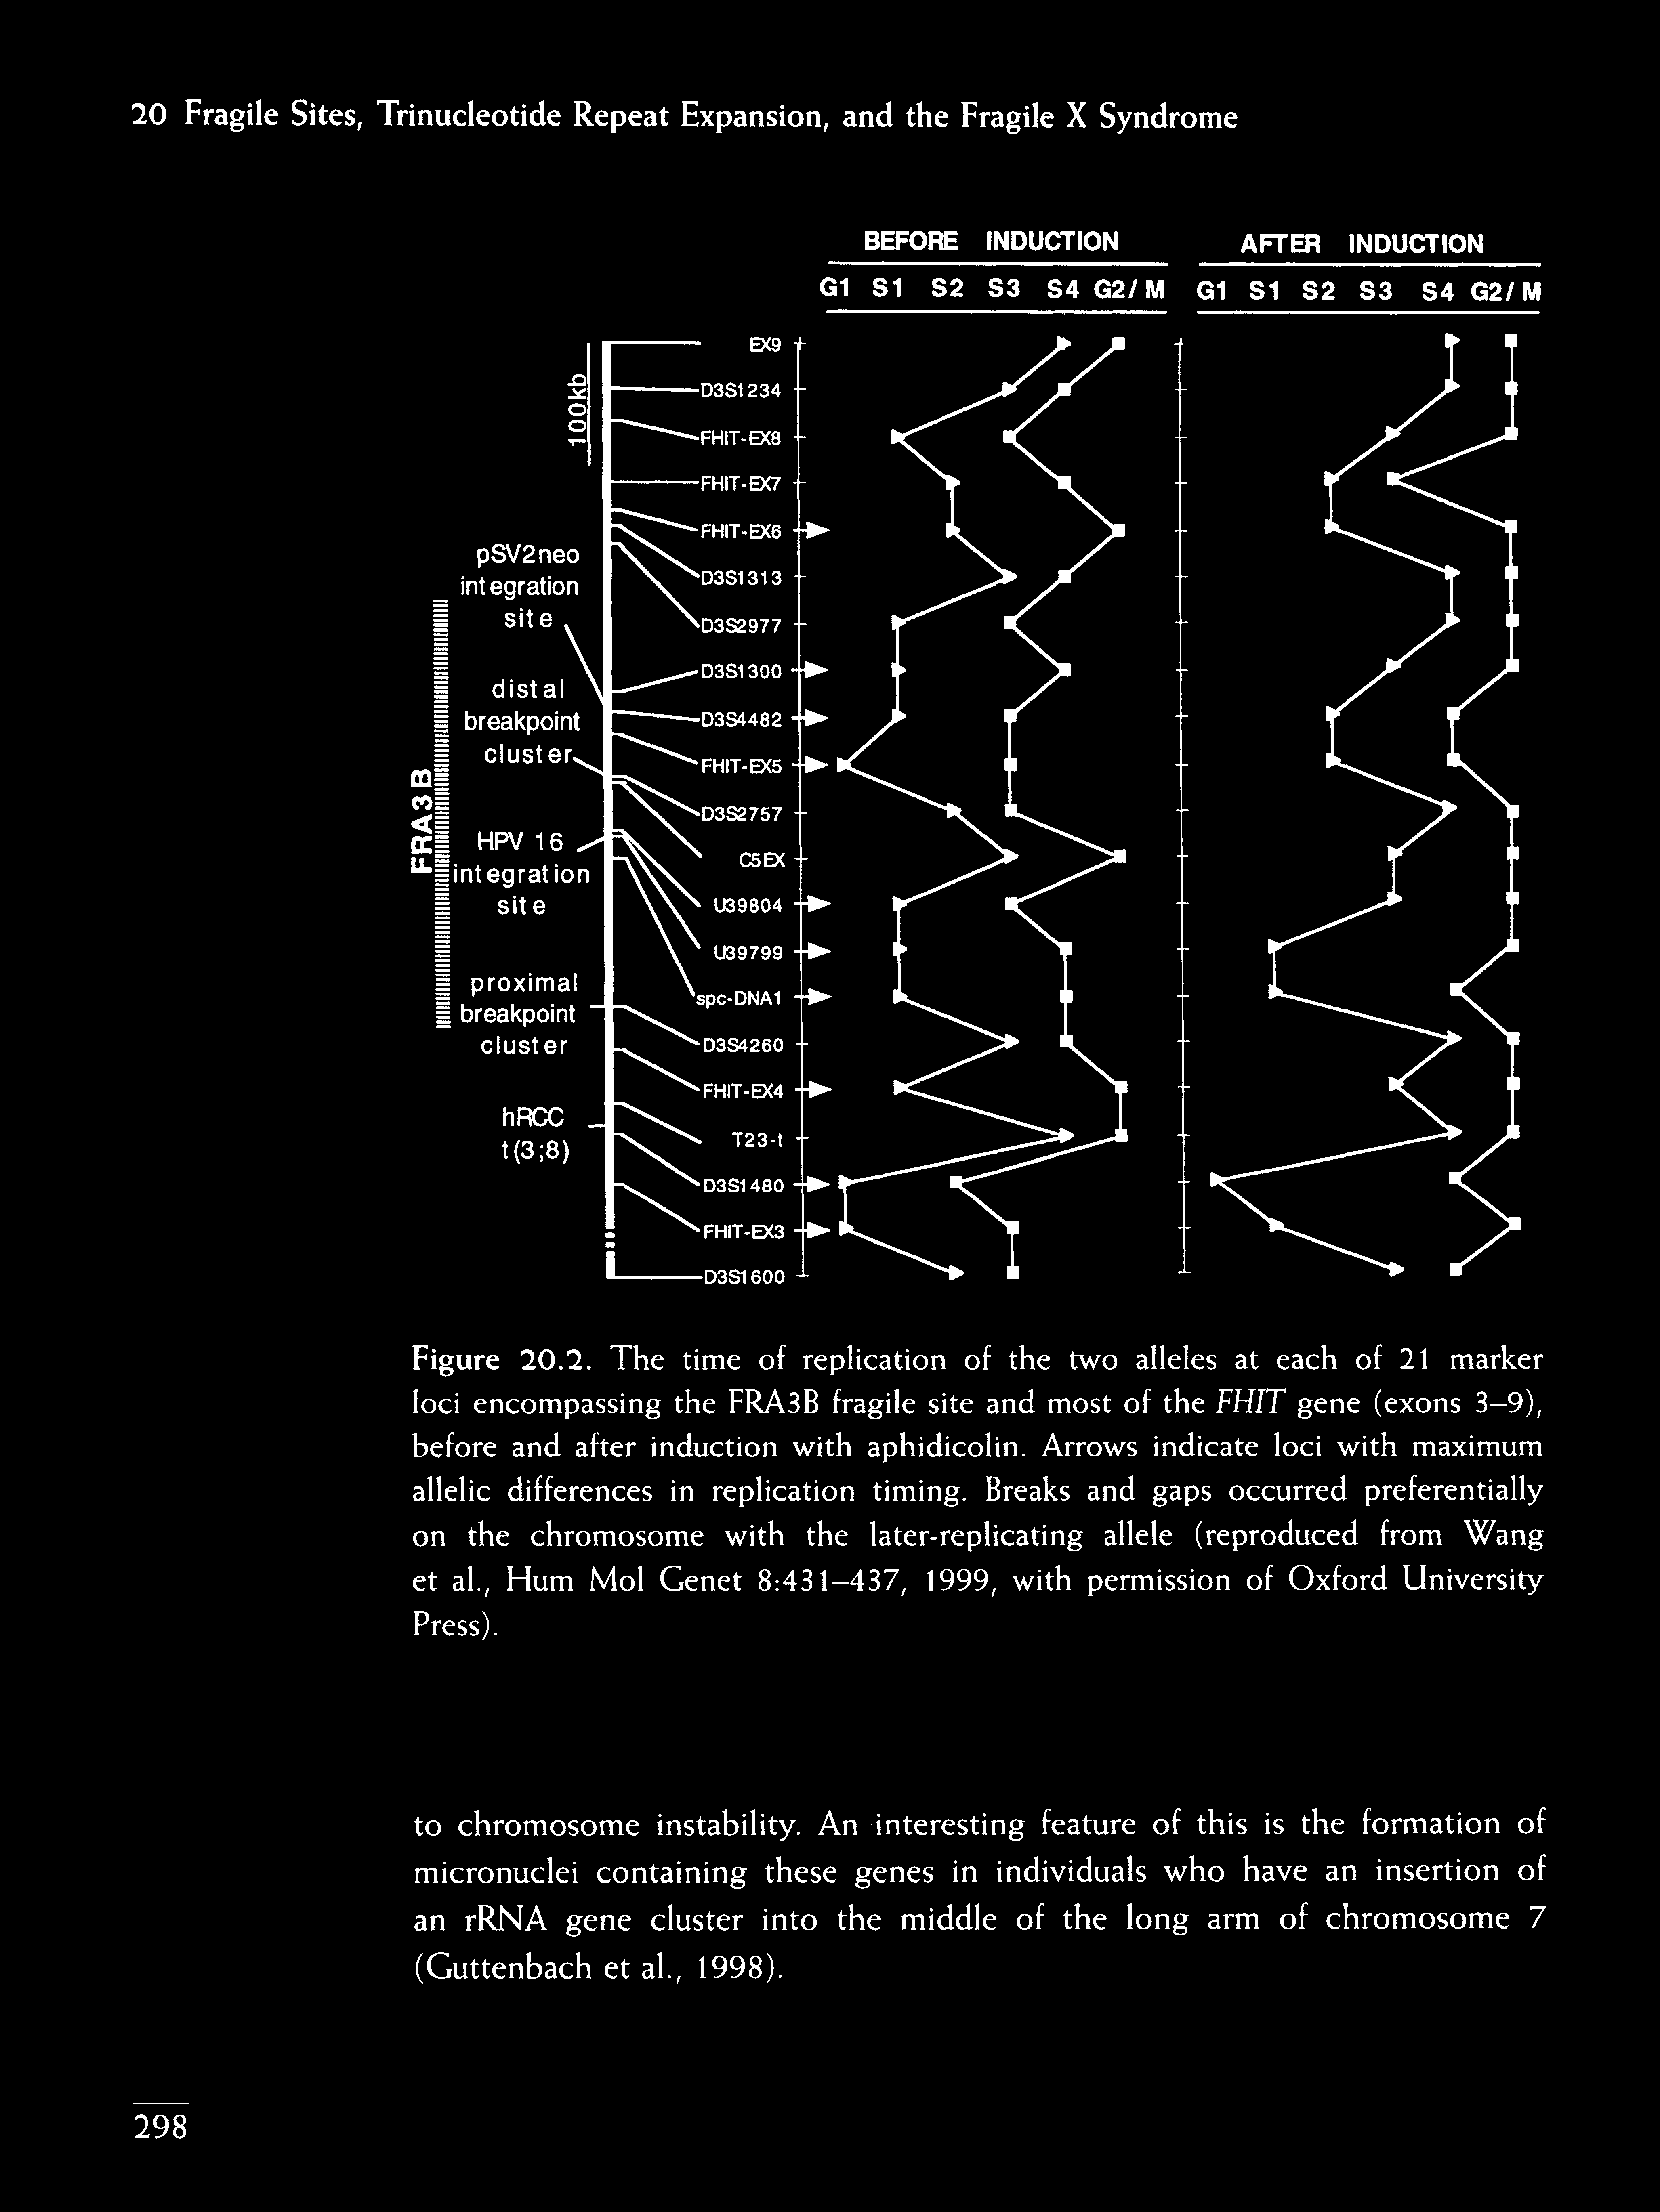 20 Fragile Sites, Trinucleotide Repeat Expansion, and the Fragile X Syndrome
BEFORE INDUCTION
AFTER INDUCTION
G1 S1 S2 S3 S4 G2/ M
G1 S1 S2 S3 S4 G2/ M
100kb
EX9
D3S1234
FHIT-EX8
FHIT-EX7
FHIT-EX6
D3S1313
D3S2977
D3S1300
D3S4482
FHIT-EX5
D3S2757
C5EX
U39804
U39799
spc-DNA1
D3S4260
FHIT-EX4
T23-t
D3S1480
FHIT-EX3
D3S1600
FRA3B
pSV2neo
integration
site
distal
breakpoint
cluster
HPV 16
integration
site
proximal
breakpoint
cluster
hRCC
t(3;8)
Figure 20.2. The time of replication of the two alleles at each of 21 marker
loci encompassing the FRA3B fragile site and most of the FHIT gene (exons 3–9),
before and after induction with aphidicolin. Arrows indicate loci with maximum
allelic differences in replication timing. Breaks and gaps occurred preferentially
on the chromosome with the later-replicating allele (reproduced from Wang
et al., Hum Mol Genet 8:431–437, 1999, with permission of Oxford University
Press).
to chromosome instability. An interesting feature of this is the formation of
micronuclei containing these genes in individuals who have an insertion of
an rRNA gene cluster into the middle of the long arm of chromosome 7
(Guttenbach et al., 1998).
298